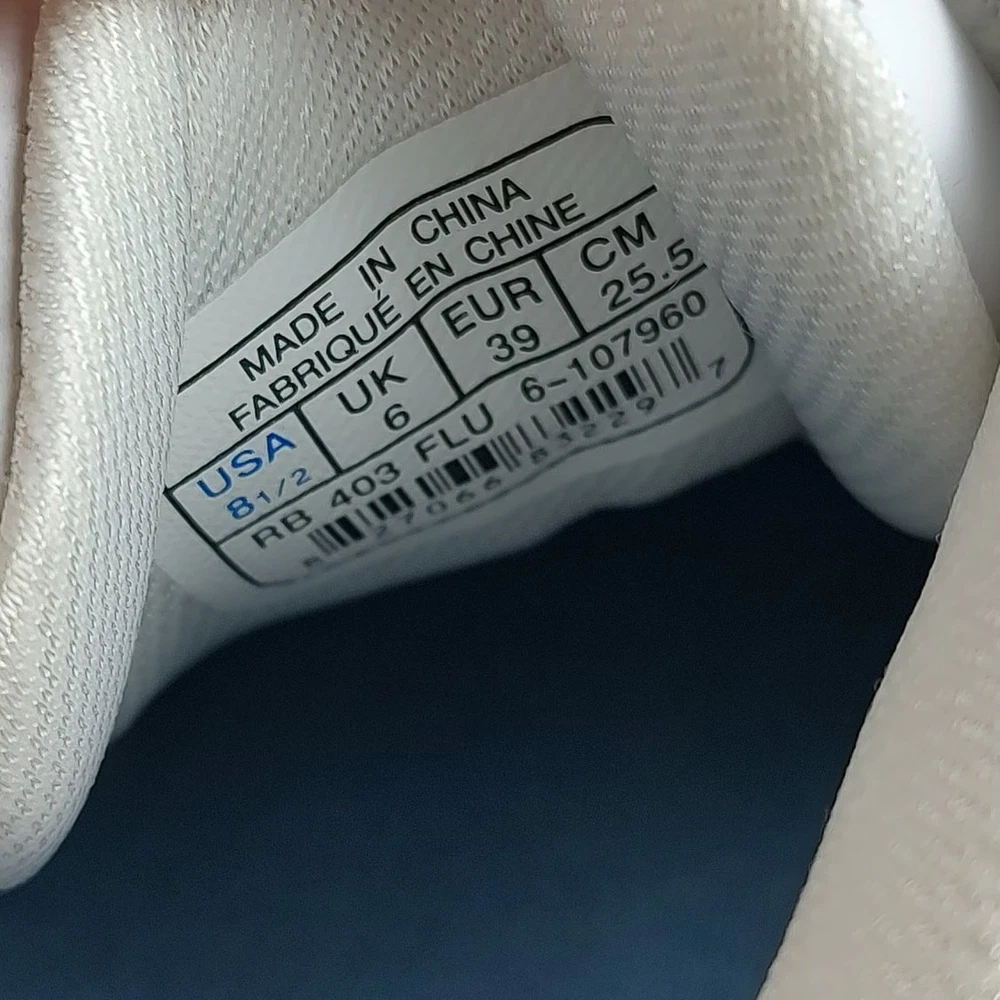 MADE IN CHINA
FABRIQUÉ EN CHINE
USA UK EUR CM
8 1/2 6 39 25.5
RB 403 FLU 6-107960